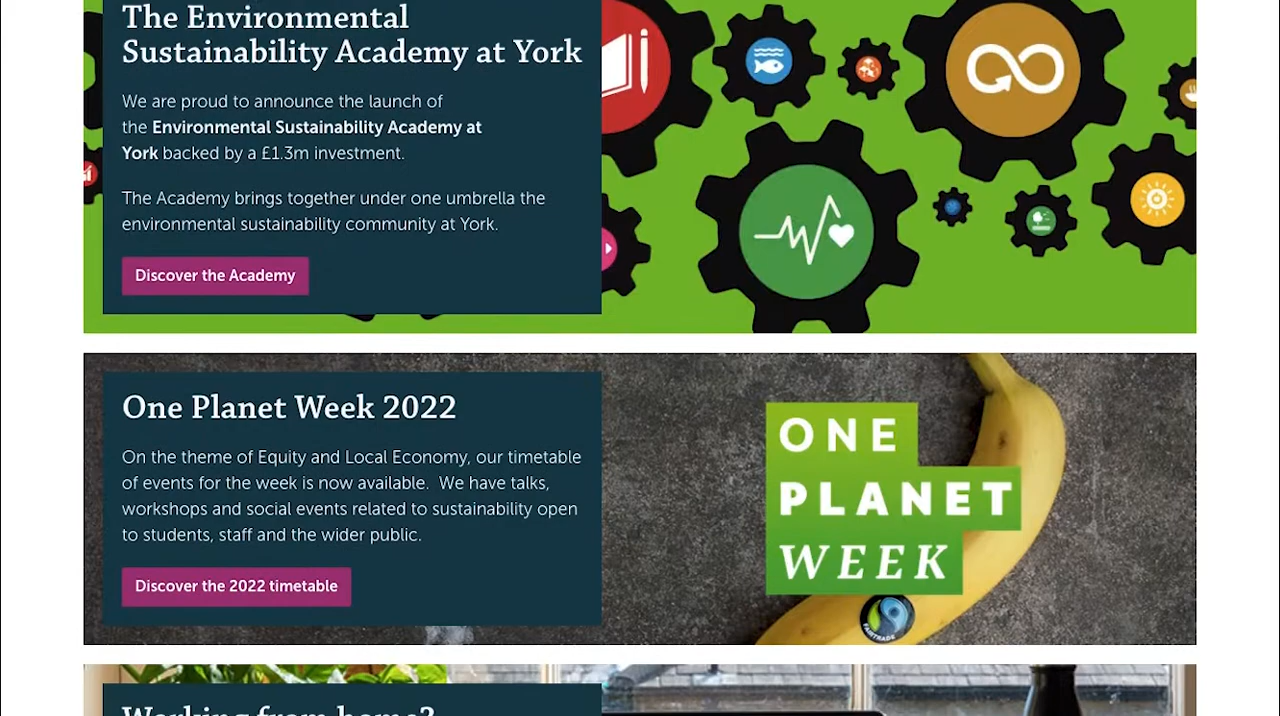 The Environmental
Sustainability Academy at York
We are proud to announce the launch of
the Environmental Sustainability Academy at
York backed by a £1.3m investment.
The Academy brings together under one umbrella the
environmental sustainability community at York.
Discover the Academy
One Planet Week 2022
On the theme of Equity and Local Economy, our timetable
of events for the week is now available.  We have talks,
workshops and social events related to sustainability open
to students, staff and the wider public.
Discover the 2022 timetable
ONE
PLANET
WEEK
FAIRTRADE
Working from home?